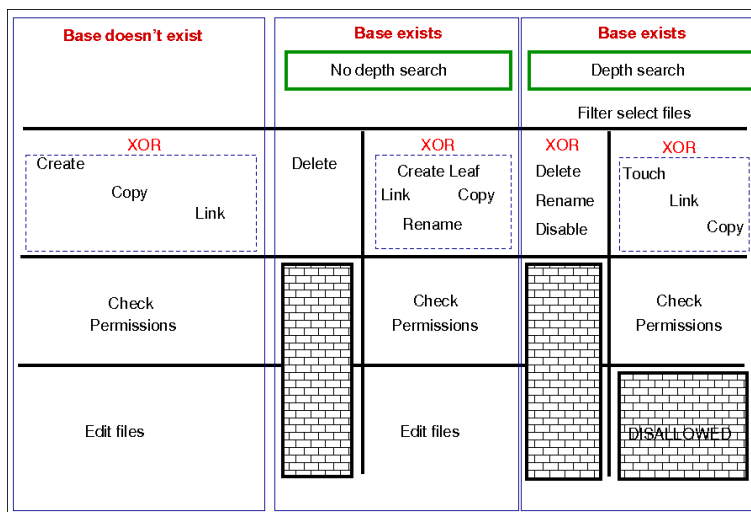 Base doesn't exist
Base exists
Base exists
No depth search
Depth search
Filter select files
XOR
Create
Copy
Link
Delete
XOR
Create Leaf
Link Copy
Rename
XOR
Delete
Rename
Disable
XOR
Touch
Link
Copy
Check
Permissions
Check
Permissions
Check
Permissions
Edit files
Edit files
DISALLOWED